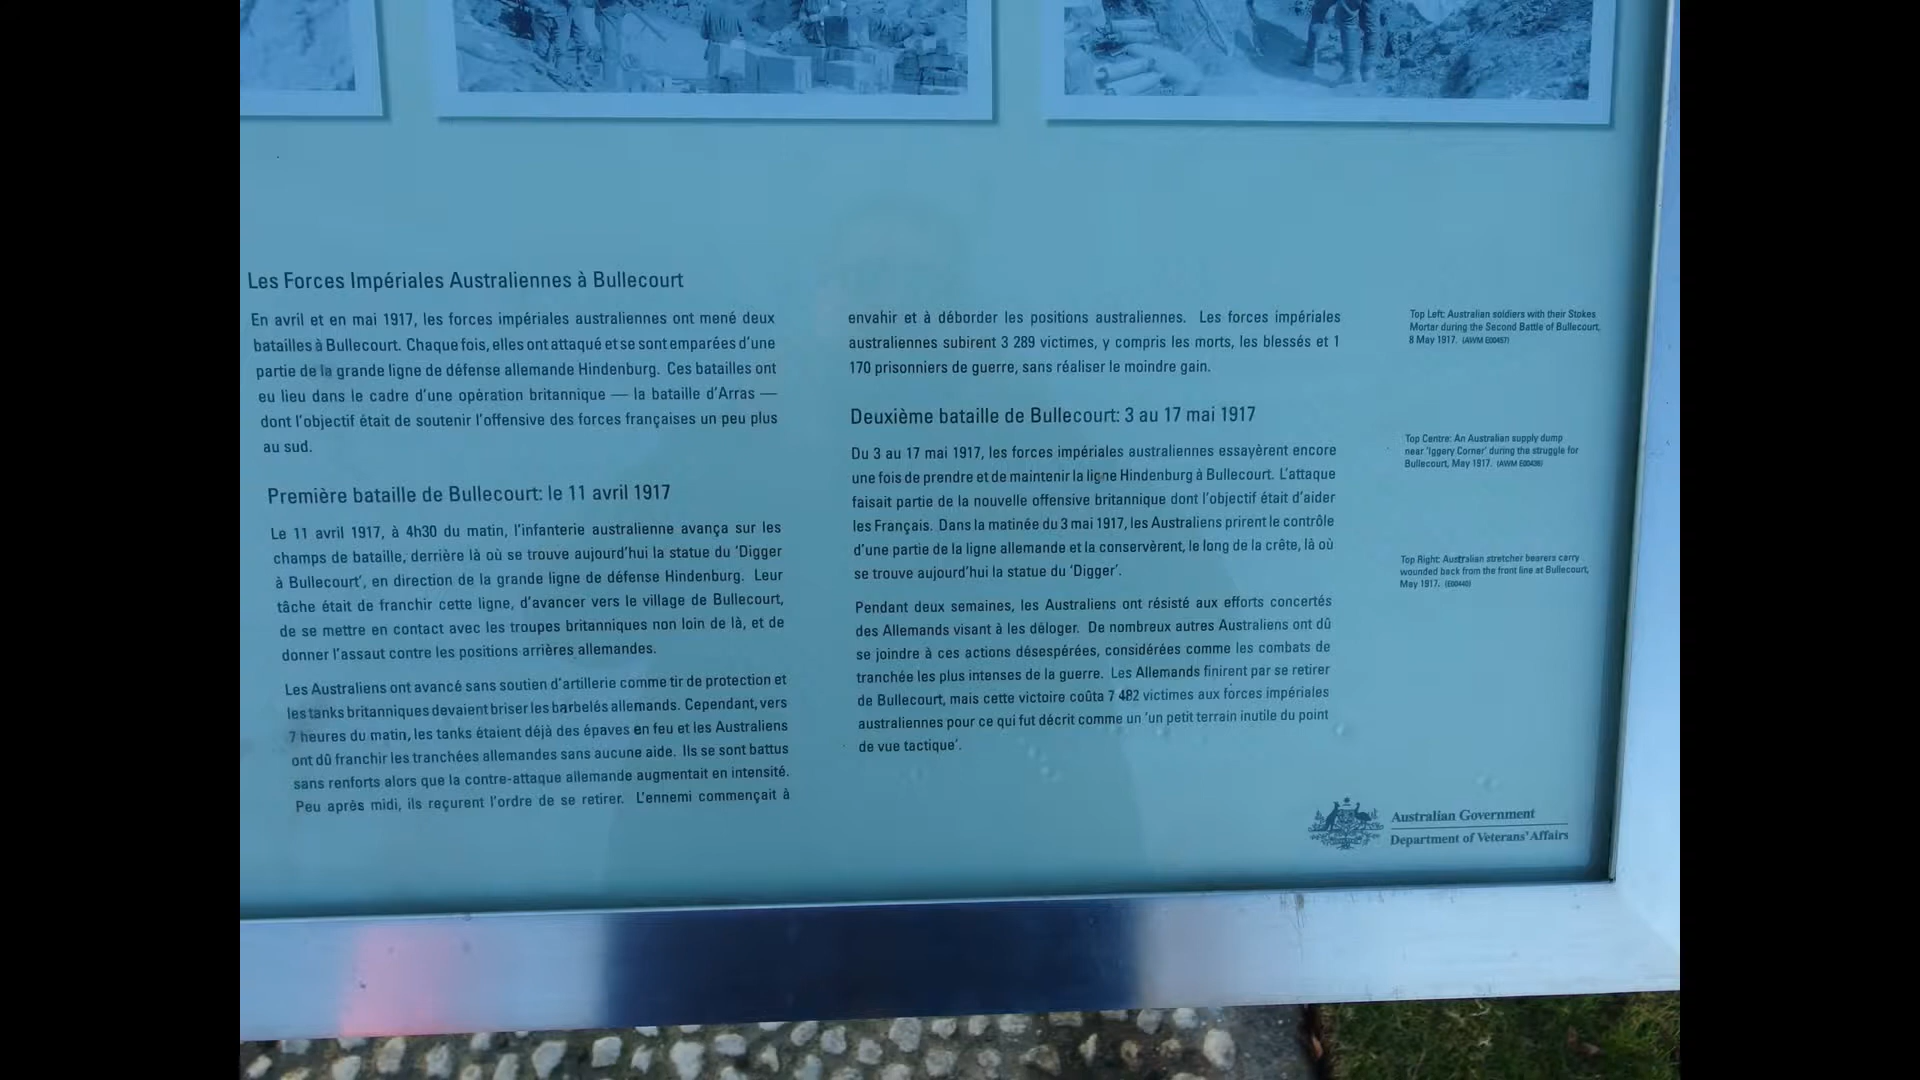 Les Forces Impériales Australiennes à Bullecourt
En avril et en mai 1917, les forces impériales australiennes ont mené deux
batailles à Bullecourt. Chaque fois, elles ont attaqué et se sont emparées d'une
partie de la grande ligne de défense allemande Hindenburg. Ces batailles ont
eu lieu dans le cadre d'une opération britannique — la bataille d'Arras —
dont l'objectif était de soutenir l'offensive des forces françaises un peu plus
au sud.
Première bataille de Bullecourt: le 11 avril 1917
Le 11 avril 1917, à 4h30 du matin, l'infanterie australienne avança sur les
champs de bataille, derrière là où se trouve aujourd'hui la statue du 'Digger
à Bullecourt', en direction de la grande ligne de défense Hindenburg. Leur
tâche était de franchir cette ligne, d'avancer vers le village de Bullecourt,
de se mettre en contact avec les troupes britanniques non loin de là, et de
donner l'assaut contre les positions arrières allemandes.
Les Australiens ont avancé sans soutien d'artillerie comme tir de protection et
les tanks britanniques devaient briser les barbelés allemands. Cependant, vers
7 heures du matin, les tanks étaient déjà des épaves en feu et les Australiens
ont dû franchir les tranchées allemandes sans aucune aide. Ils se sont battus
sans renforts alors que la contre-attaque allemande augmentait en intensité.
Peu après midi, ils reçurent l'ordre de se retirer. L'ennemi commençait à
envahir et à déborder les positions australiennes. Les forces impériales
australiennes subirent 3 289 victimes, y compris les morts, les blessés et 1
170 prisonniers de guerre, sans réaliser le moindre gain.
Deuxième bataille de Bullecourt: 3 au 17 mai 1917
Du 3 au 17 mai 1917, les forces impériales australiennes essayèrent encore
une fois de prendre et de maintenir la ligne Hindenburg à Bullecourt. L'attaque
faisait partie de la nouvelle offensive britannique dont l'objectif était d'aider
les Français. Dans la matinée du 3 mai 1917, les Australiens prirent le contrôle
d'une partie de la ligne allemande et la conservèrent, le long de la crête, là où
se trouve aujourd'hui la statue du 'Digger'.
Pendant deux semaines, les Australiens ont résisté aux efforts concertés
des Allemands visant à les déloger. De nombreux autres Australiens ont dû
se joindre à ces actions désespérées, considérées comme les combats de
tranchée les plus intenses de la guerre. Les Allemands finirent par se retirer
de Bullecourt, mais cette victoire coûta 7 482 victimes aux forces impériales
australiennes pour ce qui fut décrit comme un 'un petit terrain inutile du point
de vue tactique'.
Top Left: Australian soldiers with their Stokes
Mortar during the Second Battle of Bullecourt,
8 May 1917. (AWM E00457)
Top Centre: An Australian supply dump
near 'Iggery Corner' during the struggle for
Bullecourt, May 1917. (AWM E00438)
Top Right: Australian stretcher bearers carry
wounded back from the front line at Bullecourt,
May 1917. (E00440)
Australian Government
Department of Veterans' Affairs